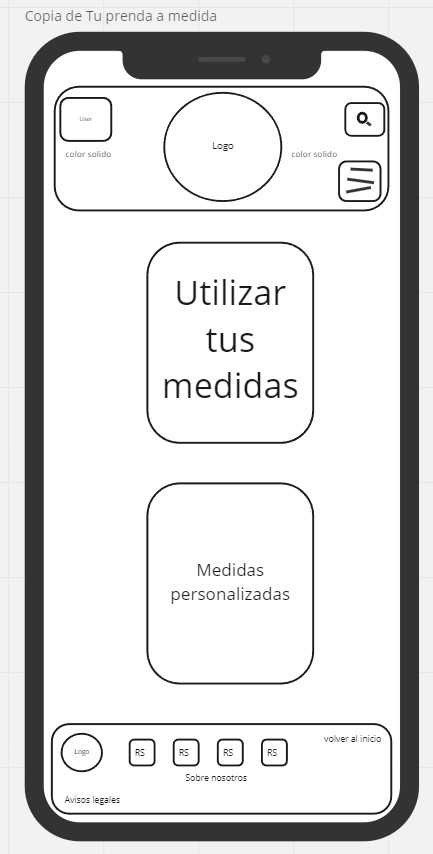 Copia de Tu prenda a medida
User
Logo
color solido
color solido
Utilizar
tus
medidas
Medidas
personalizadas
volver al inicio
Logo
RS
RS
RS
RS
Sobre nosotros
Avisos legales